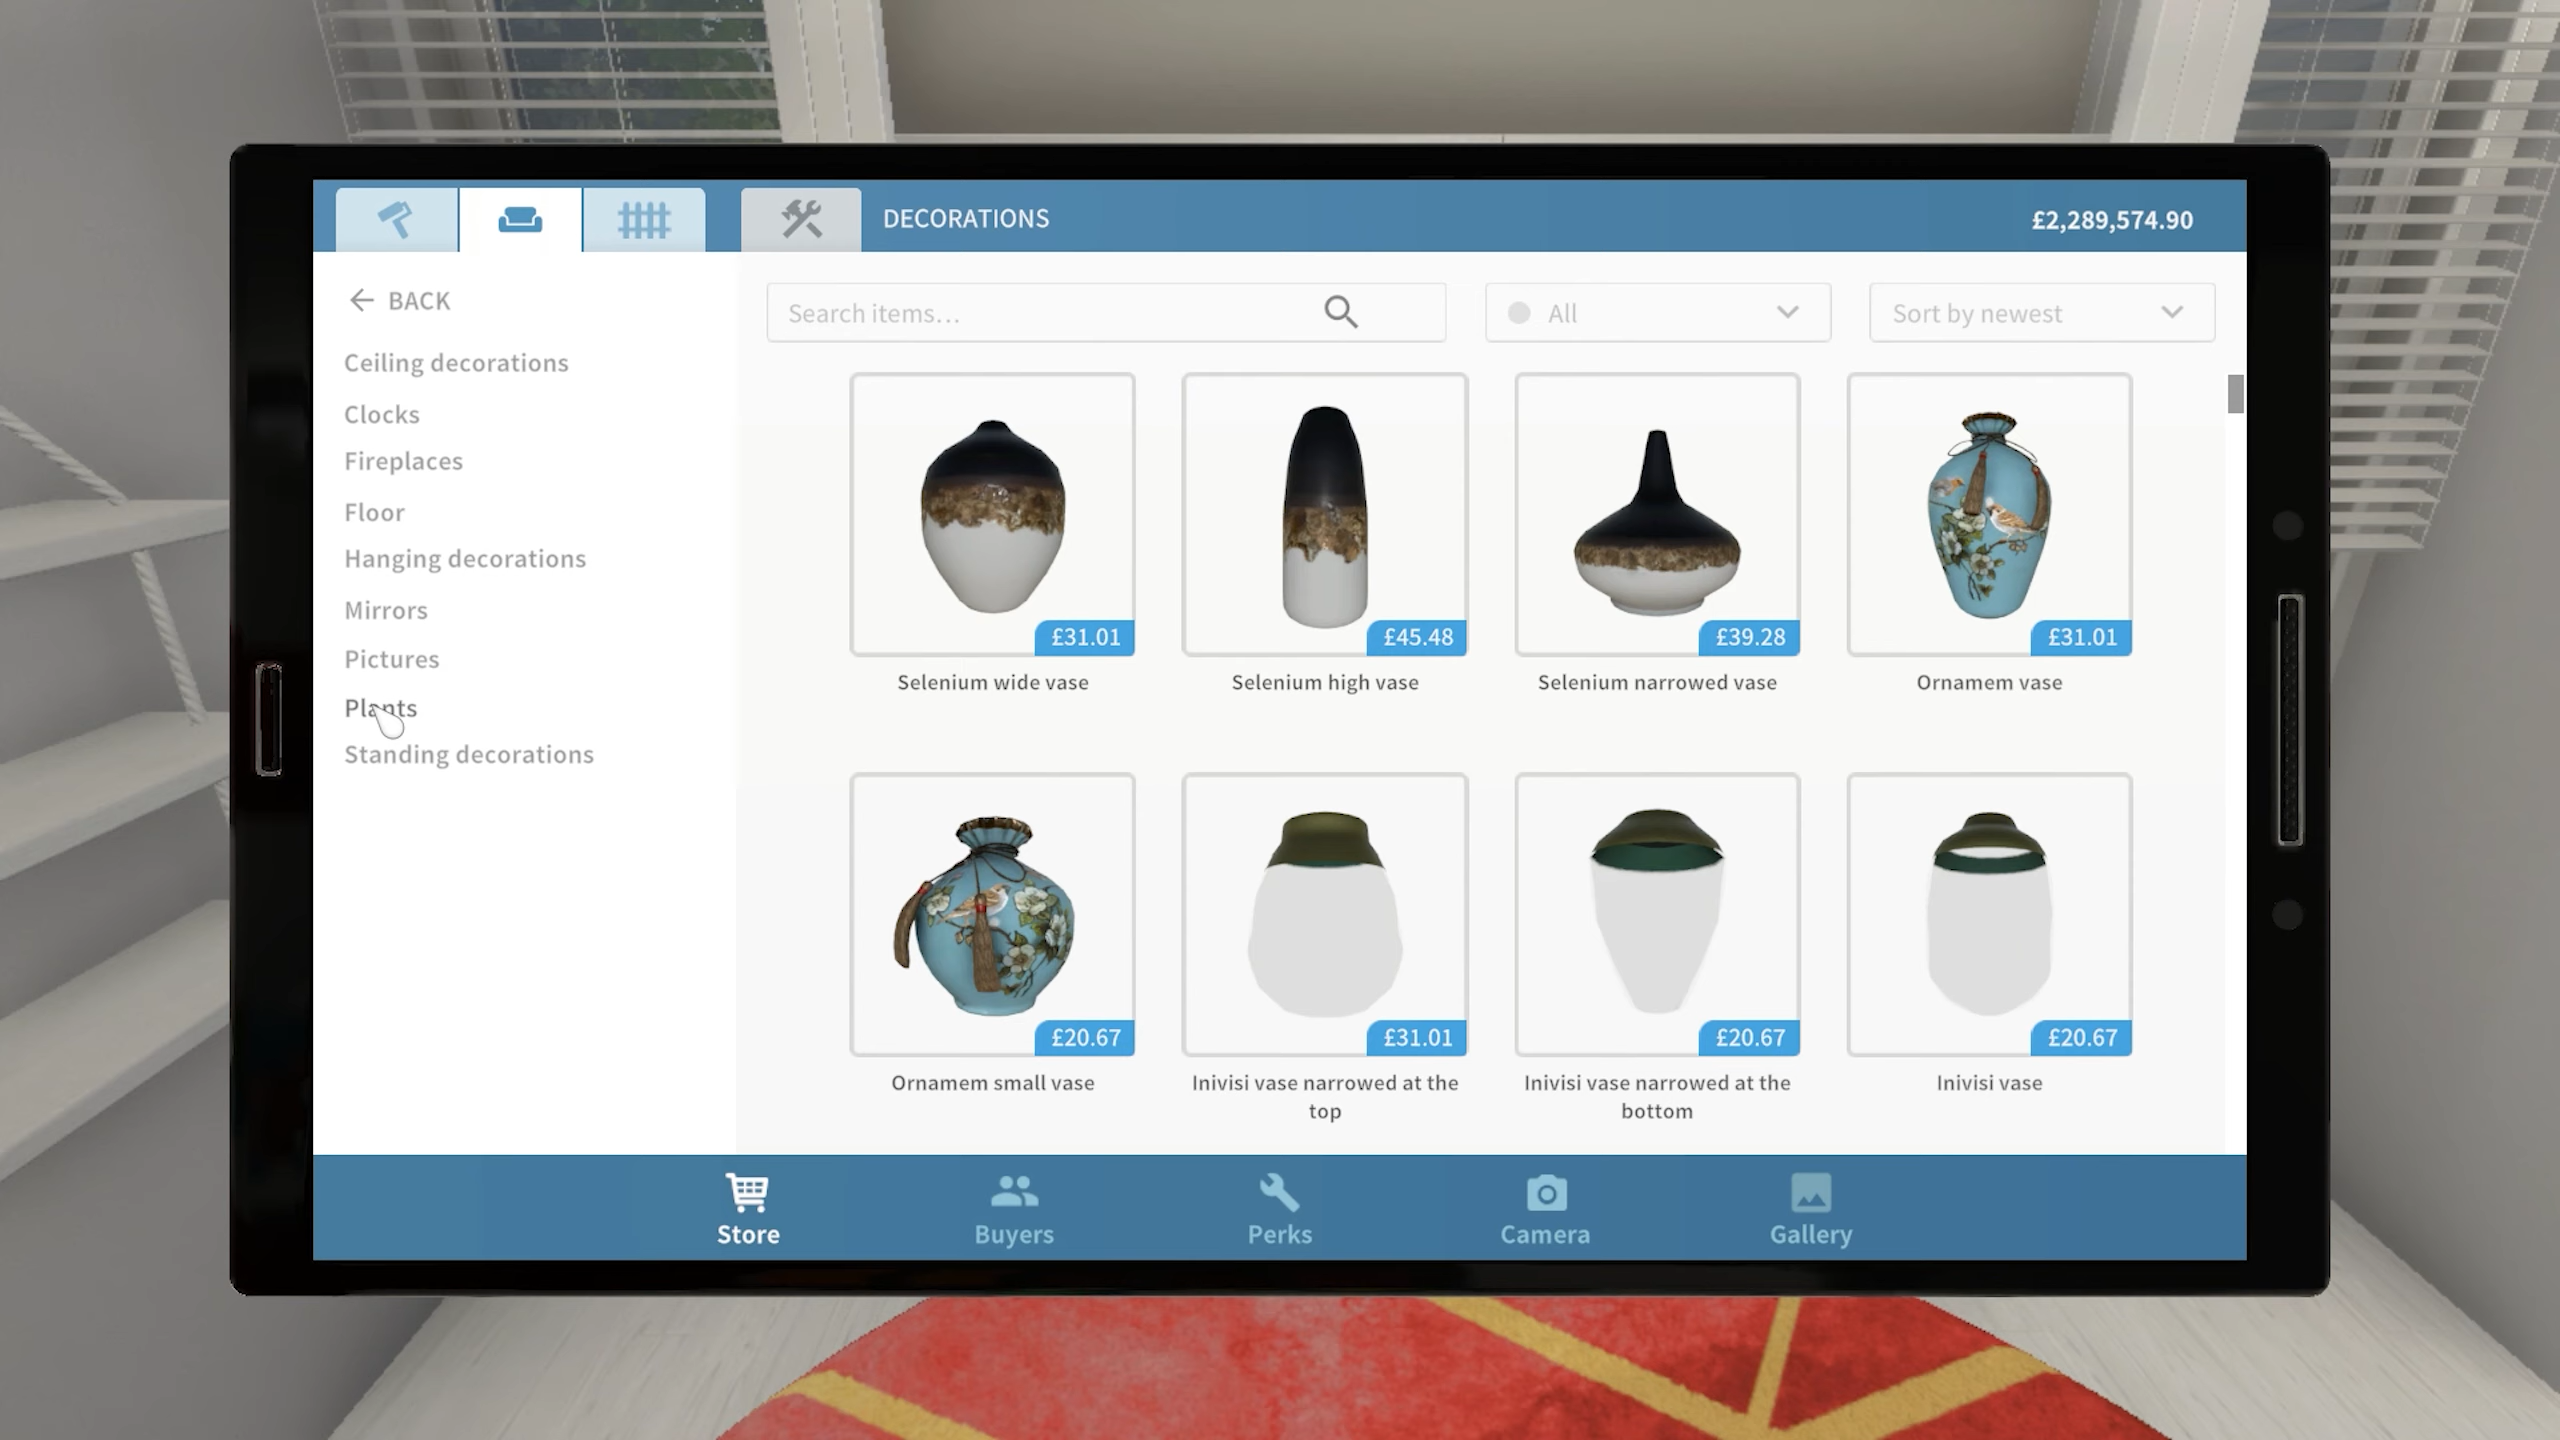 DECORATIONS
£2,289,574.90
BACK
Ceiling decorations
Clocks
Fireplaces
Floor
Hanging decorations
Mirrors
Pictures
Plants
Standing decorations
Search items...
All
Sort by newest
£31.01
£45.48
£39.28
£31.01
Selenium wide vase
Selenium high vase
Selenium narrowed vase
Ornamem vase
£20.67
£31.01
£20.67
£20.67
Ornamem small vase
Inivisi vase narrowed at the
top
Inivisi vase narrowed at the
bottom
Inivisi vase
Store
Buyers
Perks
Camera
Gallery